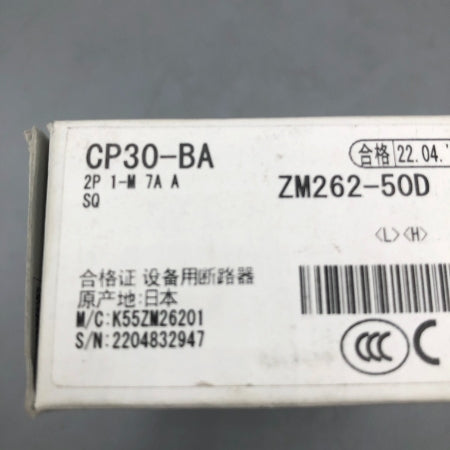 CP30-BA
合格 22.04.'
2P 1-M 7A A
SQ
ZM262-50D
<L><H>
合格证 设备用断路器
原产地:日本
M/C:K55ZM26201
S/N:2204832947
CCC